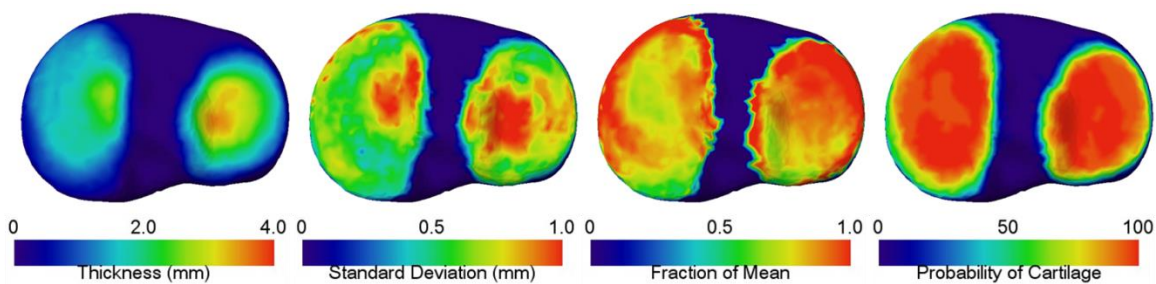 0 2.0 4.0
Thickness (mm)
0 0.5 1.0
Standard Deviation (mm)
0 0.5 1.0
Fraction of Mean
0 50 100
Probability of Cartilage